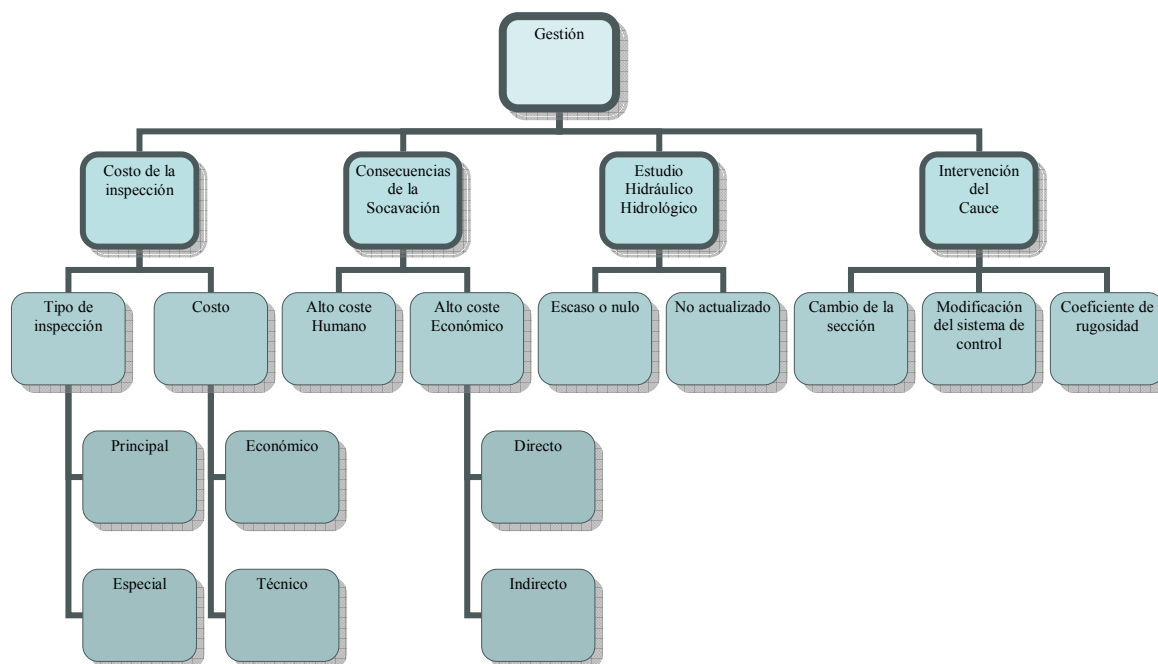 Gestión
Costo de la
inspección
Consecuencias
de la
Socavación
Estudio
Hidráulico
Hidrológico
Intervención
del
Cauce
Tipo de
inspección
Costo
Alto coste
Humano
Alto coste
Económico
Escaso o nulo
No actualizado
Cambio de la
sección
Modificación
del sistema de
control
Coeficiente de
rugosidad
Principal
Económico
Directo
Especial
Técnico
Indirecto